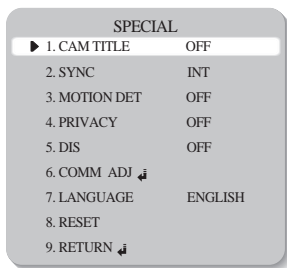 SPECIAL
▶ 1. CAM TITLE OFF
2. SYNC INT
3. MOTION DET OFF
4. PRIVACY OFF
5. DIS OFF
6. COMM ADJ ↲
7. LANGUAGE ENGLISH
8. RESET
9. RETURN ↲